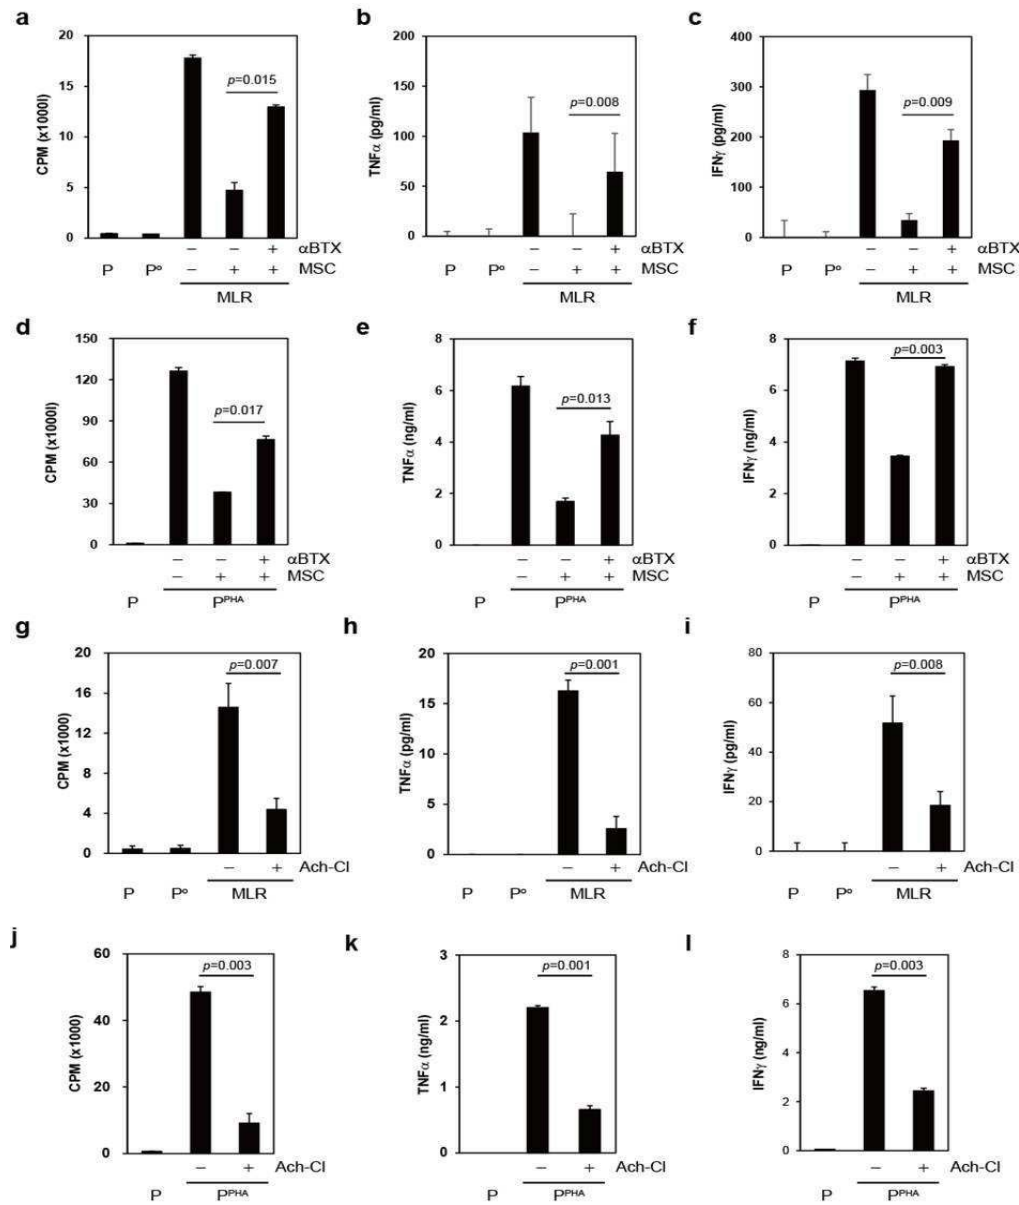 a
20
15
10
5
0
CPM (x1000l)
p=0.015
– – + αBTX
P Pº – + + MSC
MLR
b
200
150
100
50
0
TNFα (pg/ml)
p=0.008
– – + αBTX
P Pº – + + MSC
MLR
c
400
300
200
100
0
IFNγ (pg/ml)
p=0.009
– – + αBTX
P Pº – + + MSC
MLR
d
150
120
90
60
30
0
CPM (x1000l)
p=0.017
– – + αBTX
– + + MSC
P PPHA
e
8
6
4
2
0
TNFα (ng/ml)
p=0.013
– – + αBTX
– + + MSC
P PPHA
f
8
6
4
2
0
IFNγ (ng/ml)
p=0.003
– – + αBTX
– + + MSC
P PPHA
g
20
16
12
8
4
0
CPM (x1000)
p=0.007
– + Ach-Cl
P Pº MLR
h
20
15
10
5
0
TNFα (pg/ml)
p=0.001
– + Ach-Cl
P Pº MLR
i
80
60
40
20
0
IFNγ (pg/ml)
p=0.008
– + Ach-Cl
P Pº MLR
j
60
40
20
0
CPM (x1000)
p=0.003
– + Ach-Cl
P PPHA
k
3
2
1
0
TNFα (ng/ml)
p=0.001
– + Ach-Cl
P PPHA
l
8
6
4
2
0
IFNγ (ng/ml)
p=0.003
– + Ach-Cl
P PPHA